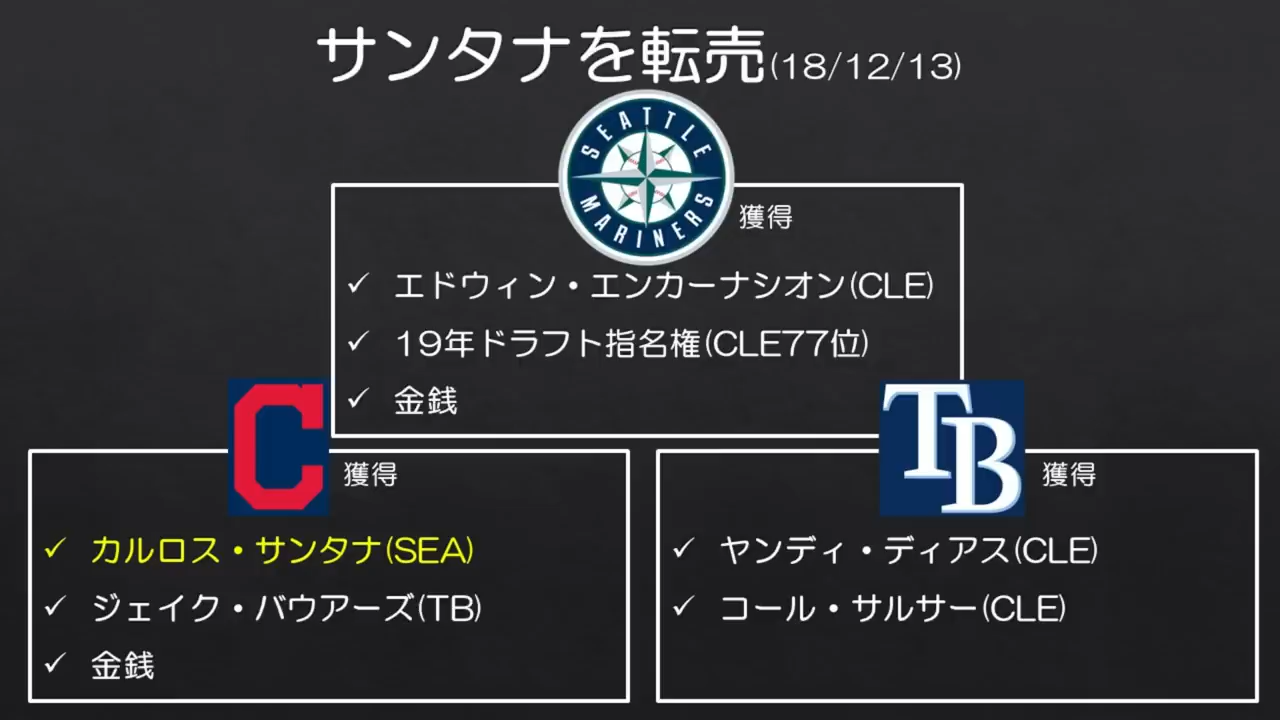 サンタナを転売(18/12/13)
SEATTLE
MARINERS
獲得
✓ エドウィン・エンカーナシオン(CLE)
✓ 19年ドラフト指名権(CLE77位)
✓ 金銭
C
獲得
✓ カルロス・サンタナ(SEA)
✓ ジェイク・バウアーズ(TB)
✓ 金銭
TB
獲得
✓ ヤンディ・ディアス(CLE)
✓ コール・サルサー(CLE)